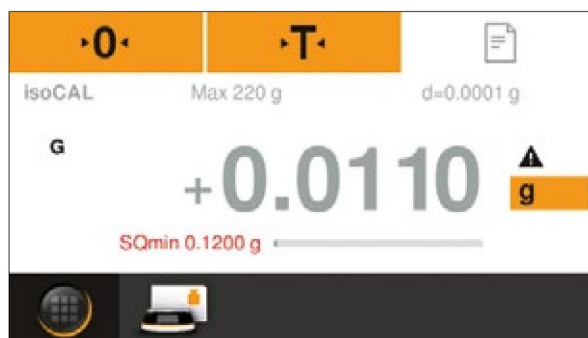 0 T
isoCAL Max 220 g d=0.0001 g
G
+0.0110 g
SQmin 0.1200 g